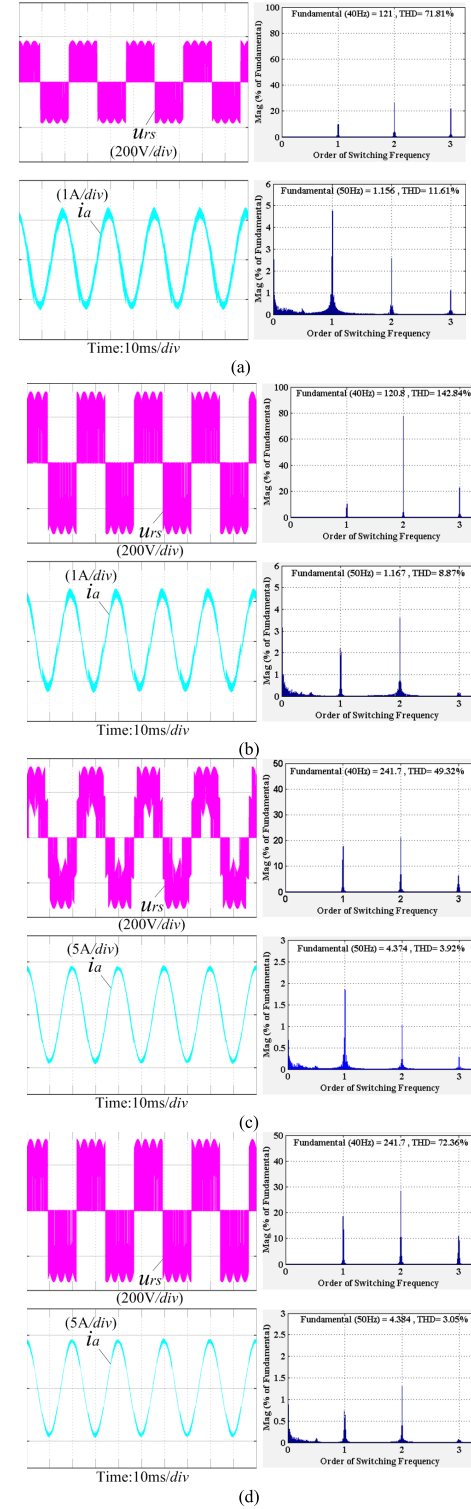 Fundamental (40Hz) = 121 , THD= 71.81%
Mag (% of Fundamental)
100
80
60
40
20
0
0 1 2 3
Order of Switching Frequency
urs
(200V/div)
(1A/div)
ia
Time:10ms/div
Fundamental (50Hz) = 1.156 , THD= 11.61%
Mag (% of Fundamental)
6
5
4
3
2
1
0
0 1 2 3
Order of Switching Frequency
(a)
urs
(200V/div)
Fundamental (40Hz) = 120.8 , THD= 142.84%
Mag (% of Fundamental)
100
80
60
40
20
0
0 1 2 3
Order of Switching Frequency
(1A/div)
ia
Time:10ms/div
Fundamental (50Hz) = 1.167 , THD= 8.87%
Mag (% of Fundamental)
6
5
4
3
2
1
0
0 1 2 3
Order of Switching Frequency
(b)
urs
(200V/div)
Fundamental (40Hz) = 241.7 , THD= 49.32%
Mag (% of Fundamental)
50
40
30
20
10
0
0 1 2 3
Order of Switching Frequency
(5A/div)
ia
Time:10ms/div
Fundamental (50Hz) = 4.374 , THD= 3.92%
Mag (% of Fundamental)
3
2.5
2
1.5
1
0.5
0
0 1 2 3
Order of Switching Frequency
(c)
urs
(200V/div)
Fundamental (40Hz) = 241.7 , THD= 72.36%
Mag (% of Fundamental)
50
40
30
20
10
0
0 1 2 3
Order of Switching Frequency
(5A/div)
ia
Time:10ms/div
Fundamental (50Hz) = 4.384 , THD= 3.05%
Mag (% of Fundamental)
3
2.5
2
1.5
1
0.5
0
0 1 2 3
Order of Switching Frequency
(d)